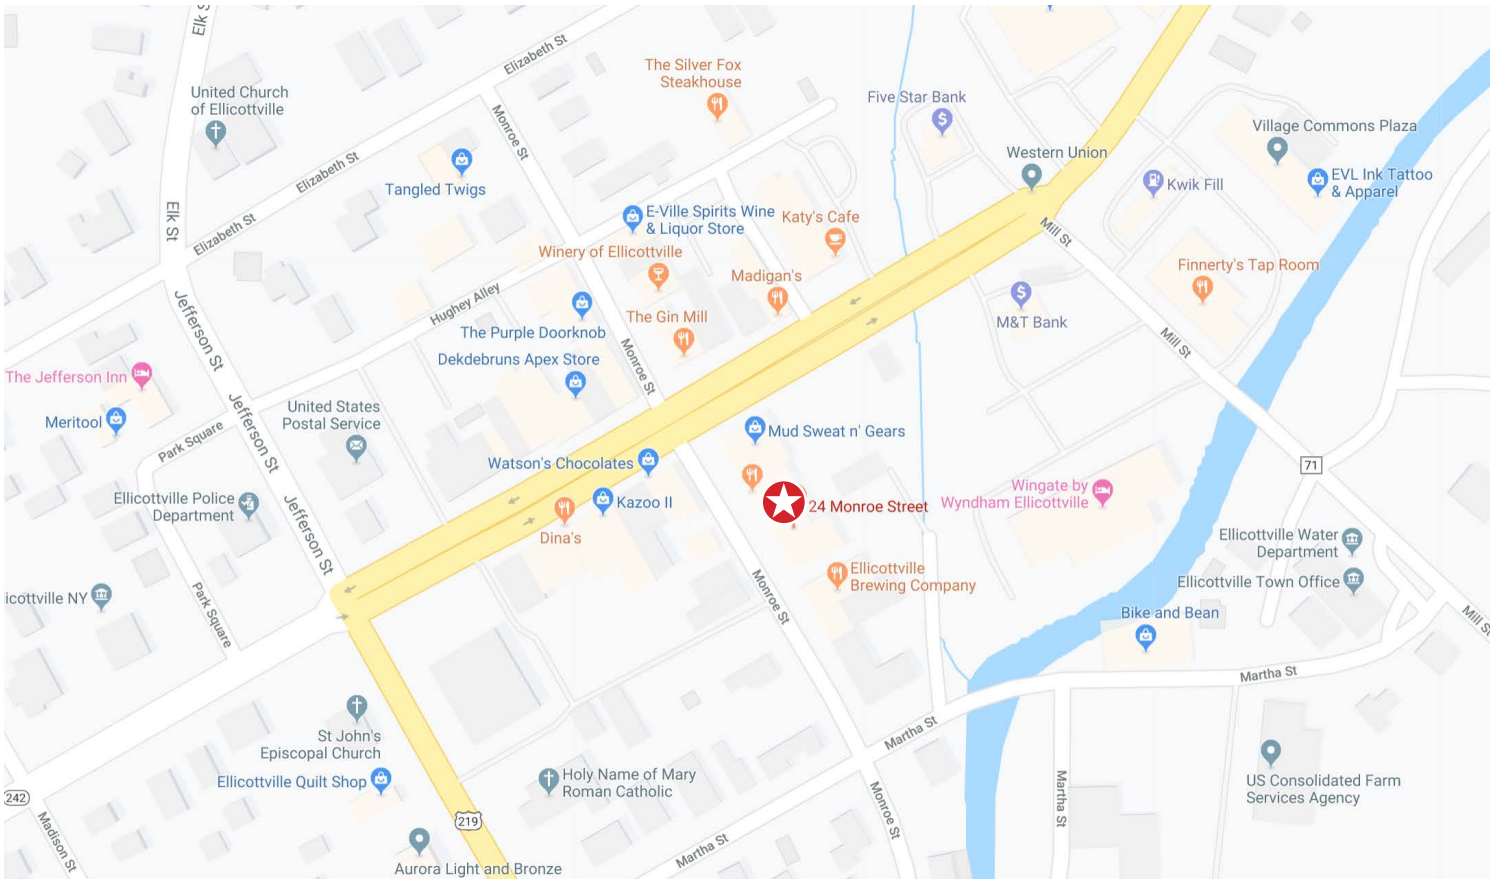 Elk S
Elizabeth St
The Silver Fox
Steakhouse
United Church
of Ellicottville
Five Star Bank
Monroe St
Village Commons Plaza
Western Union
Elizabeth St
Tangled Twigs
Kwik Fill
EVL Ink Tattoo
& Apparel
Elk St
Elizabeth St
E-Ville Spirits Wine
& Liquor Store
Katy's Cafe
Mill St
Winery of Ellicottville
Madigan's
Finnerty's Tap Room
Hughey Alley
Jefferson St
The Purple Doorknob
The Gin Mill
M&T Bank
Mill St
Dekdebruns Apex Store
Monroe St
The Jefferson Inn
Meritool
Jefferson St
United States
Postal Service
Park Square
Mud Sweat n' Gears
Watson's Chocolates
71
Ellicottville Police
Department
Jefferson St
Kazoo II
24 Monroe Street
Wingate by
Wyndham Ellicottville
Dina's
Ellicottville Water
Department
Ellicottville
Brewing Company
Ellicottville Town Office
icottville NY
Park Square
Monroe St
Bike and Bean
Mill St
Martha St
St John's
Episcopal Church
Martha St
Ellicottville Quilt Shop
Holy Name of Mary
Roman Catholic
US Consolidated Farm
Services Agency
242
219
Madison St
Monroe St
Martha St
Martha St
Aurora Light and Bronze